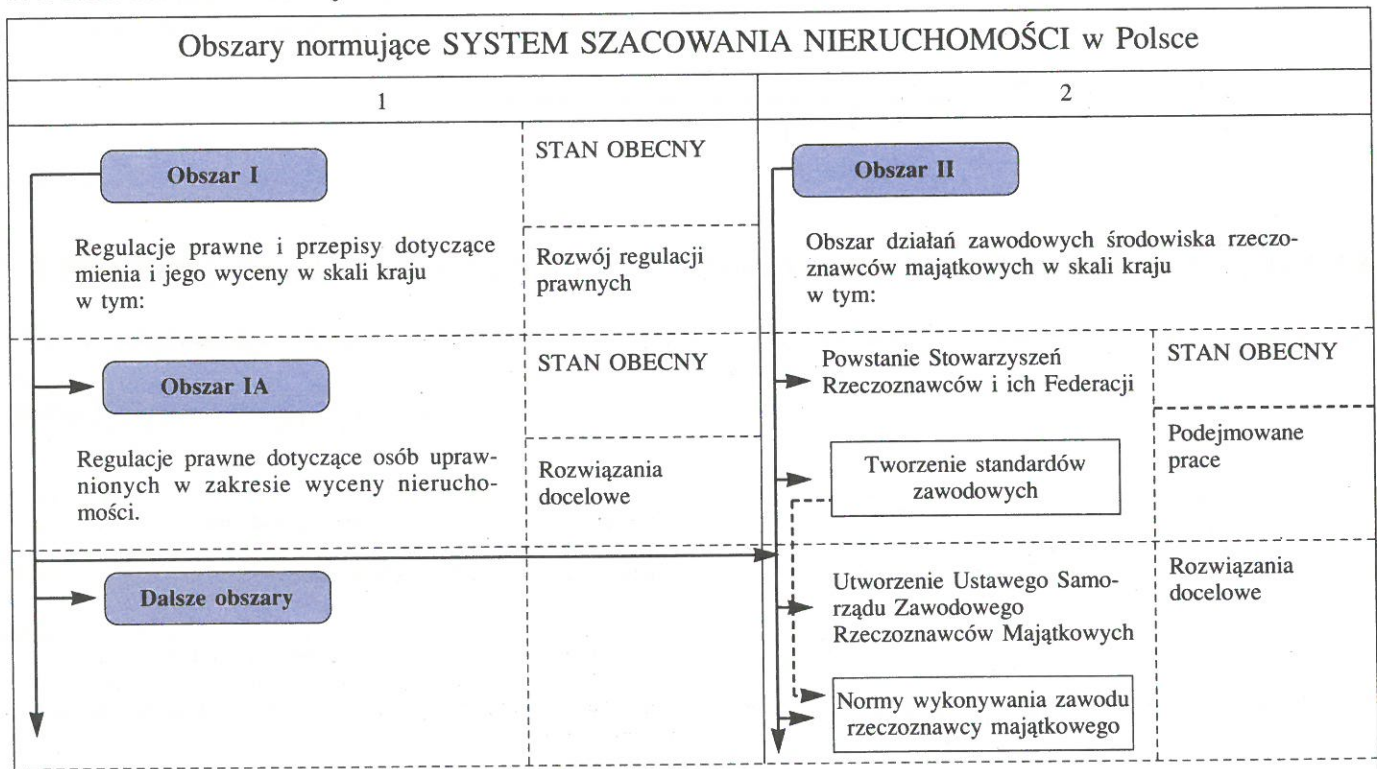 Obszary normujące SYSTEM SZACOWANIA NIERUCHOMOŚCI w Polsce
1
2
Obszar I
STAN OBECNY
Regulacje prawne i przepisy dotyczące
mienia i jego wyceny w skali kraju
w tym:
Rozwój regulacji
prawnych
Obszar IA
STAN OBECNY
Regulacje prawne dotyczące osób upraw-
nionych w zakresie wyceny nierucho-
mości.
Rozwiązania
docelowe
Dalsze obszary
Obszar II
Obszar działań zawodowych środowiska rzeczo-
znawców majątkowych w skali kraju
w tym:
Powstanie Stowarzyszeń
Rzeczoznawców i ich Federacji
STAN OBECNY
Tworzenie standardów
zawodowych
Podejmowane
prace
Utworzenie Ustawego Samo-
rządu Zawodowego
Rzeczoznawców Majątkowych
Rozwiązania
docelowe
Normy wykonywania zawodu
rzeczoznawcy majątkowego